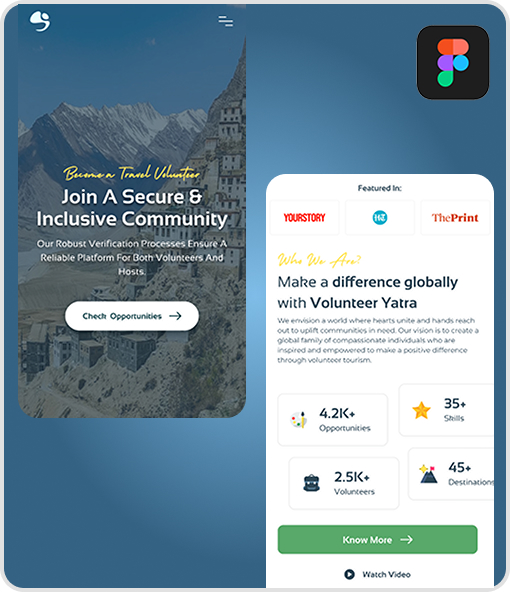 Become a Travel Volunteer
Join A Secure &
Inclusive Community
Our Robust Verification Processes Ensure A
Reliable Platform For Both Volunteers And
Hosts.
Check Opportunities
Featured In:
YOURSTORY
ThePrint
Who We Are?
Make a difference globally
with Volunteer Yatra
We envision a world where hearts unite and hands reach
out to uplift communities in need. Our vision is to create a
global family of compassionate individuals who are
inspired and empowered to make a positive difference
through volunteer tourism.
4.2K+
Opportunities
35+
Skills
2.5K+
Volunteers
45+
Destinations
Know More
Watch Video